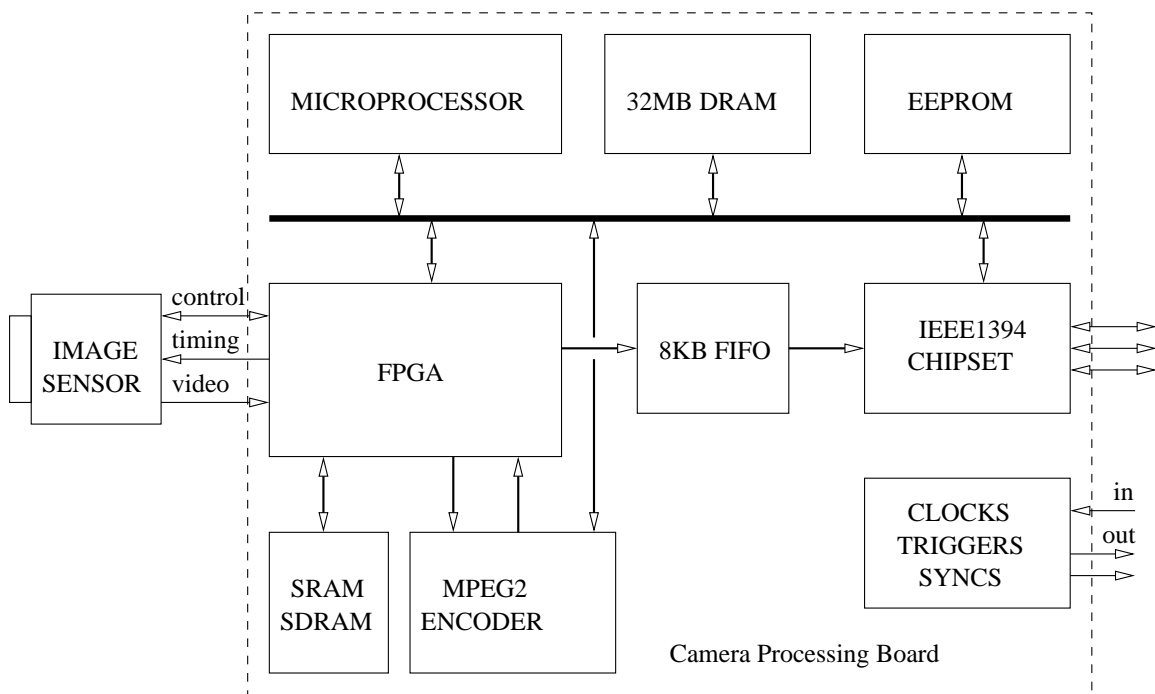 MICROPROCESSOR
32MB DRAM
EEPROM
control
timing
video
IMAGE
SENSOR
FPGA
8KB FIFO
IEEE1394
CHIPSET
in
out
CLOCKS
TRIGGERS
SYNCS
SRAM
SDRAM
MPEG2
ENCODER
Camera Processing Board